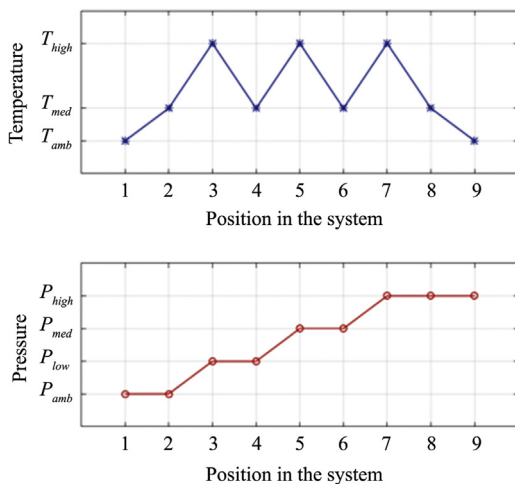 Temperature
T_high
T_med
T_amb
1 2 3 4 5 6 7 8 9
Position in the system
Pressure
P_high
P_med
P_low
P_amb
1 2 3 4 5 6 7 8 9
Position in the system